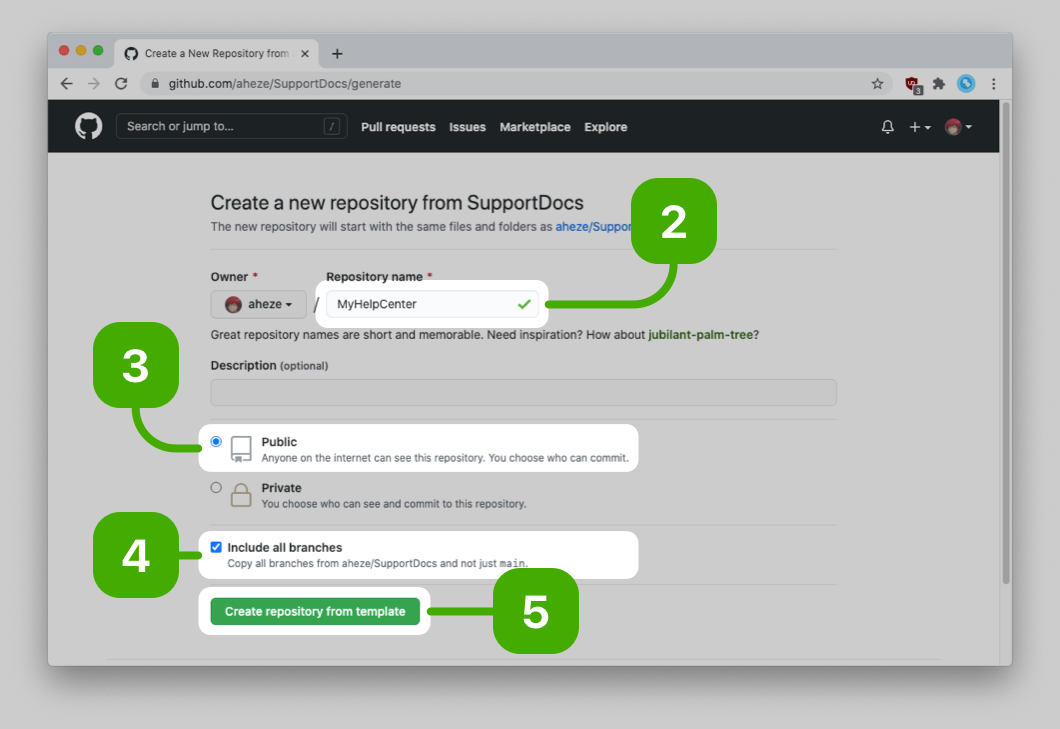 Create a New Repository from
github.com/aheze/SupportDocs/generate
3
Search or jump to...
/
Pull requests
Issues
Marketplace
Explore
Create a new repository from SupportDocs
The new repository will start with the same files and folders as aheze/Suppor
2
Owner *
Repository name *
aheze
/
MyHelpCenter
Great repository names are short and memorable. Need inspiration? How about jubilant-palm-tree?
3
Description (optional)
Public
Anyone on the internet can see this repository. You choose who can commit.
Private
You choose who can see and commit to this repository.
4
Include all branches
Copy all branches from aheze/SupportDocs and not just main.
Create repository from template
5